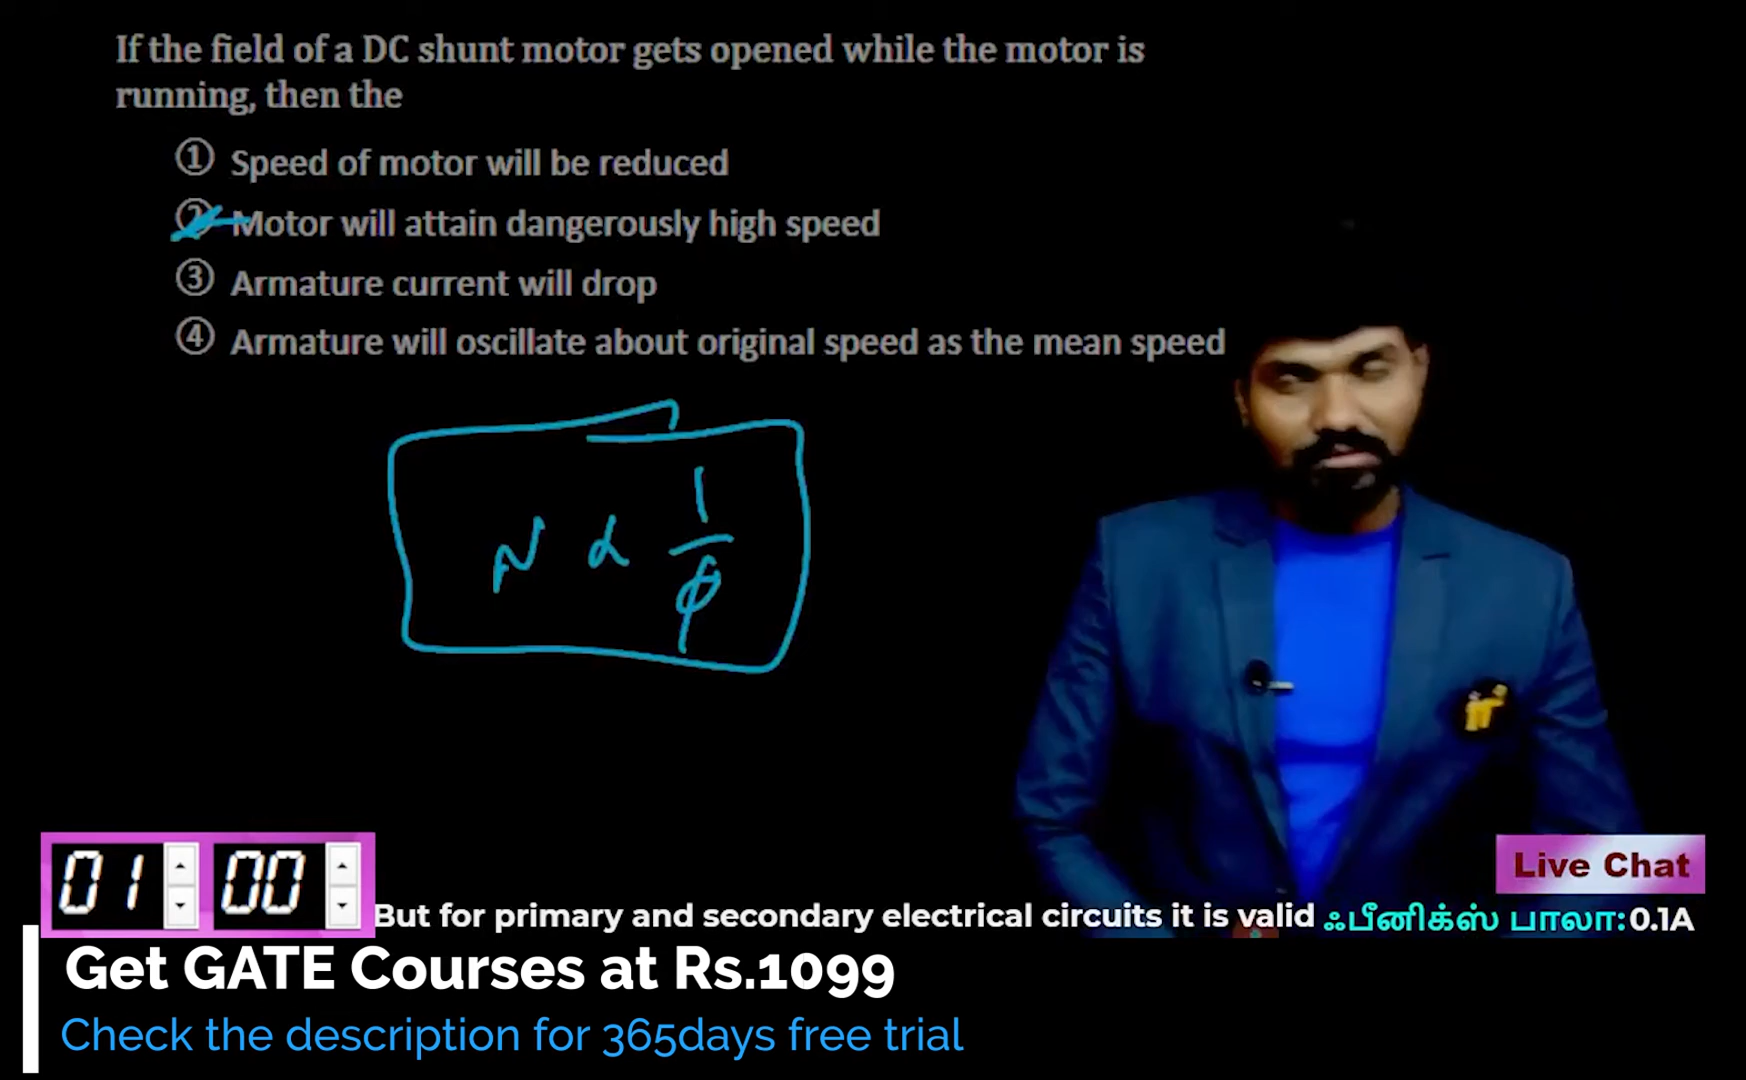 If the field of a DC shunt motor gets opened while the motor is
running, then the
① Speed of motor will be reduced
② Motor will attain dangerously high speed
③ Armature current will drop
④ Armature will oscillate about original speed as the mean speed
N α 1/φ
Live Chat
01 00
But for primary and secondary electrical circuits it is valid ஃபீனிக்ஸ் பாலா:0.1A
Get GATE Courses at Rs.1099
Check the description for 365days free trial